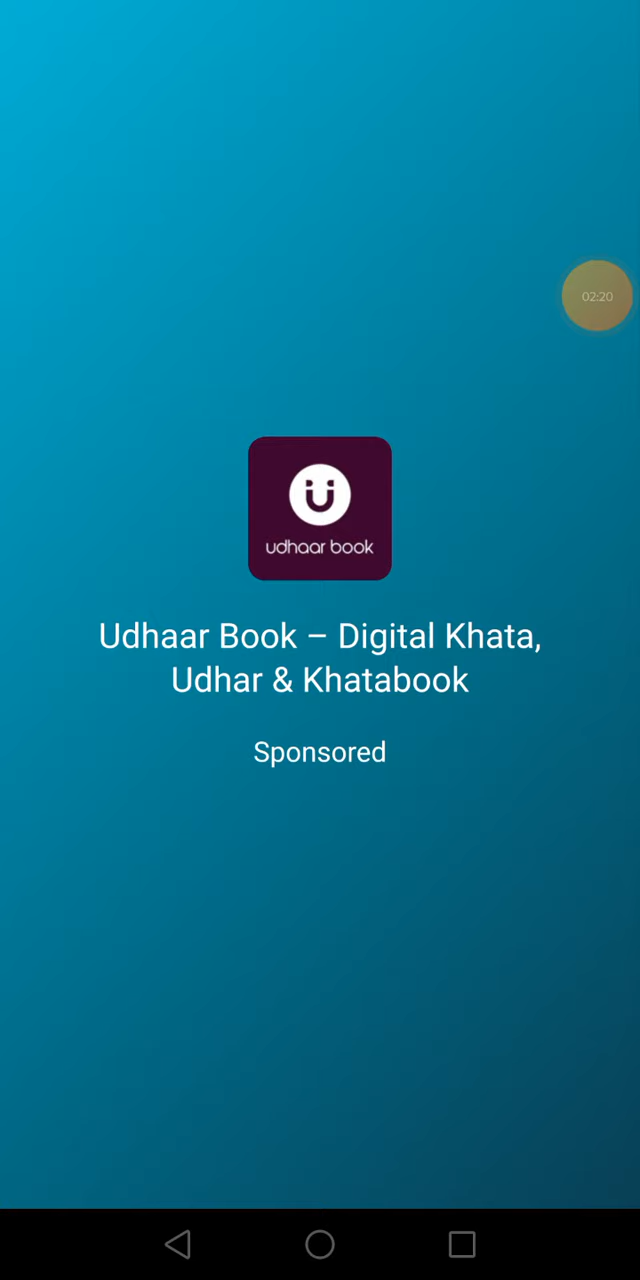 02:20
udhaar book
Udhaar Book – Digital Khata,
Udhar & Khatabook
Sponsored